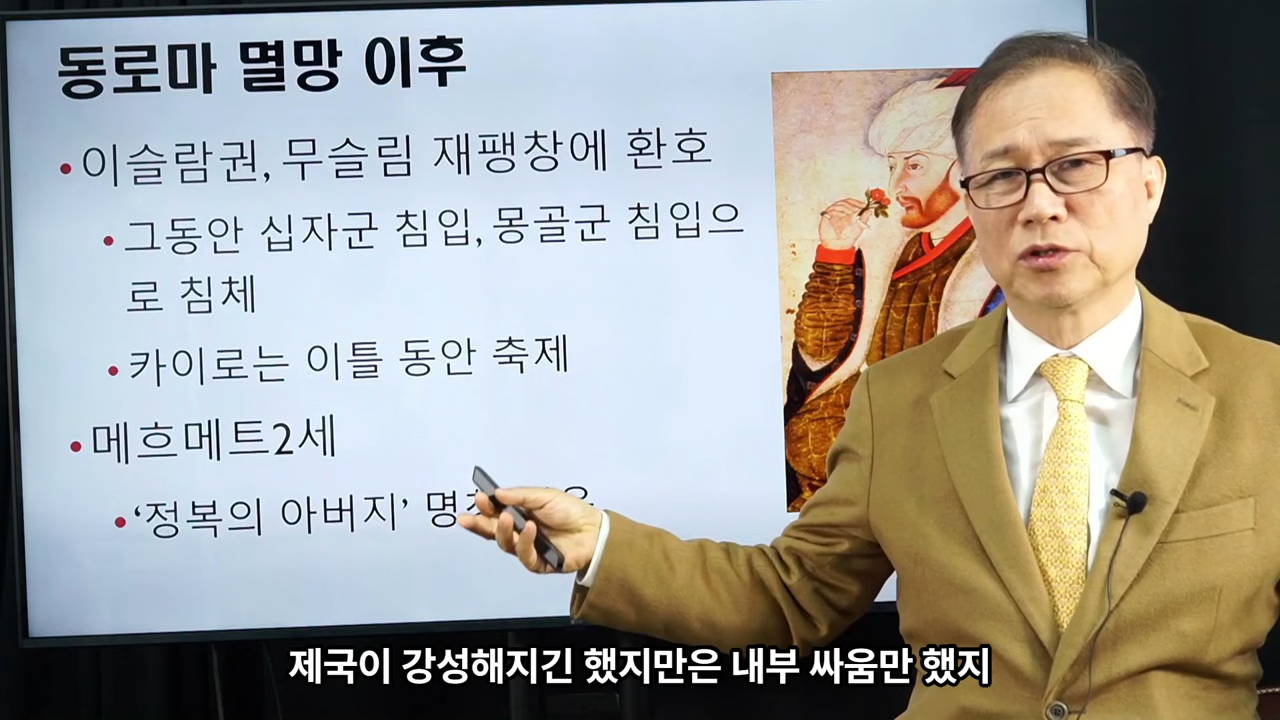 동로마 멸망 이후
•이슬람권, 무슬림 재팽창에 환호
•그동안 십자군 침입, 몽골군 침입으
로 침체
•카이로는 이틀 동안 축제
•메흐메트2세
•‘정복의 아버지’
제국이 강성해지긴 했지만은 내부 싸움만 했지